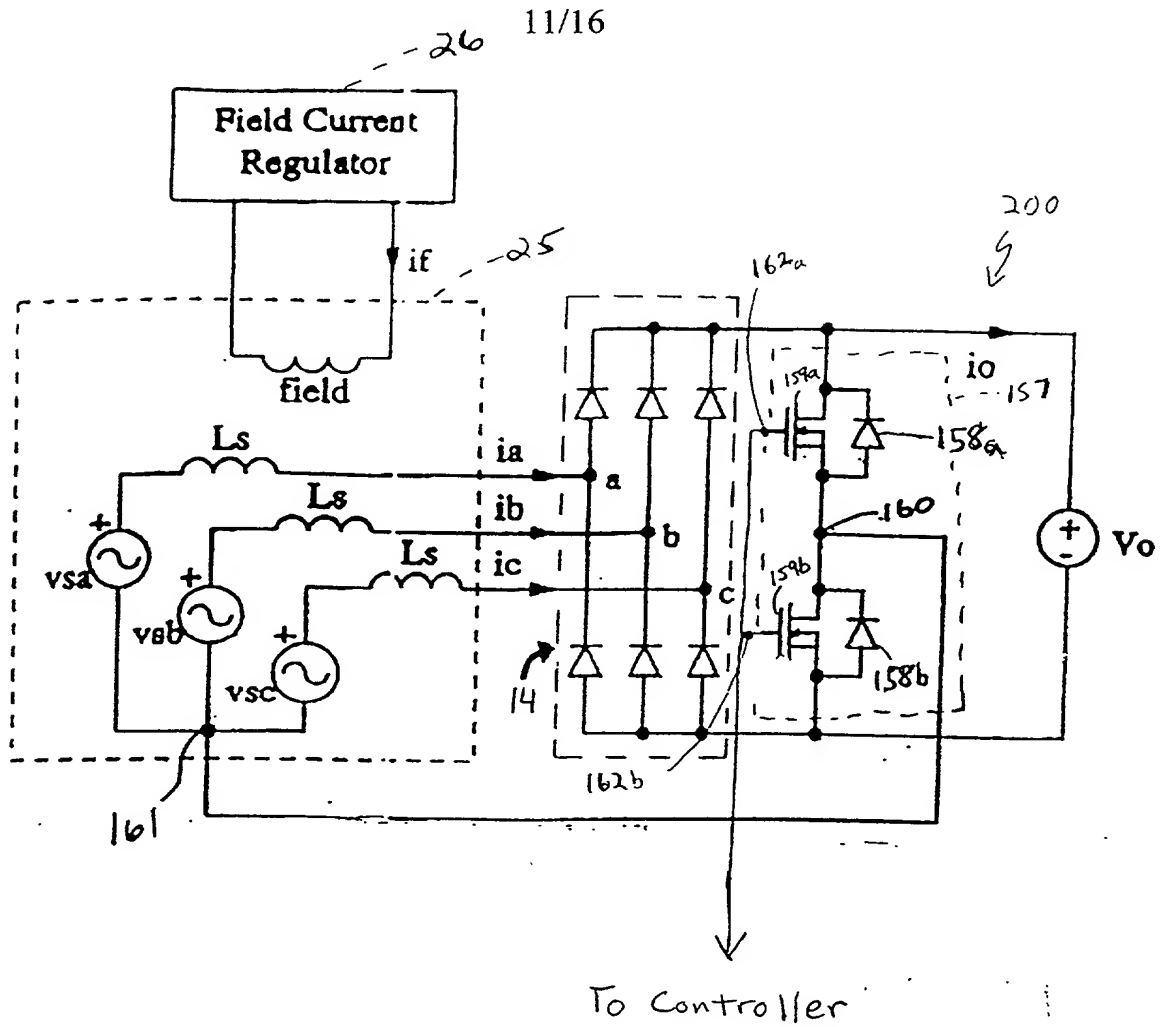 11/16
26
Field Current
Regulator
200
25
if
162a
field
159a
io
157
158a
Ls
ia
a
Ls
ib
b
160
+
vsa
Ls
ic
c
+
-
Vo
+
vsb
159b
+
vsc
14
158b
162b
161
To Controller